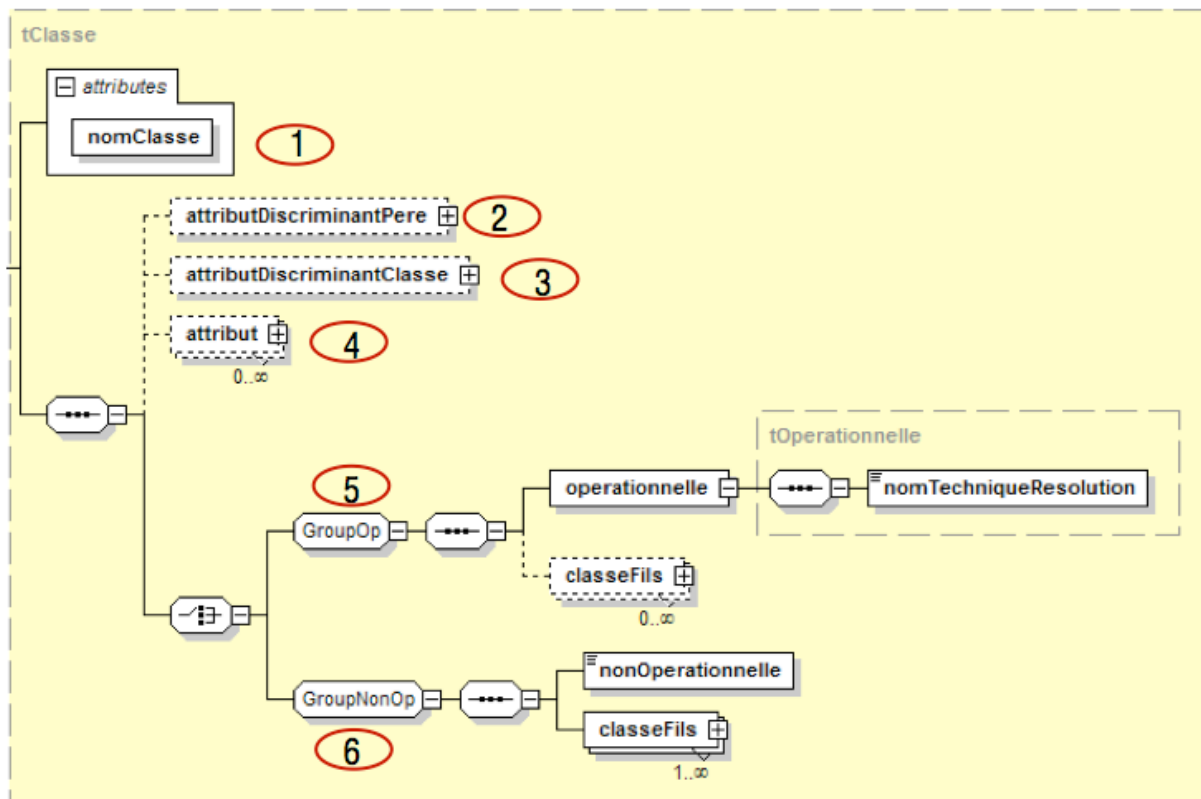 tClasse
attributes
nomClasse
1
attributDiscriminantPere
2
attributDiscriminantClasse
3
attribut
4
0..∞
tOperationnelle
5
operationnelle
nomTechniqueResolution
GroupOp
classeFils
0..∞
nonOperationnelle
GroupNonOp
classeFils
6
1..∞